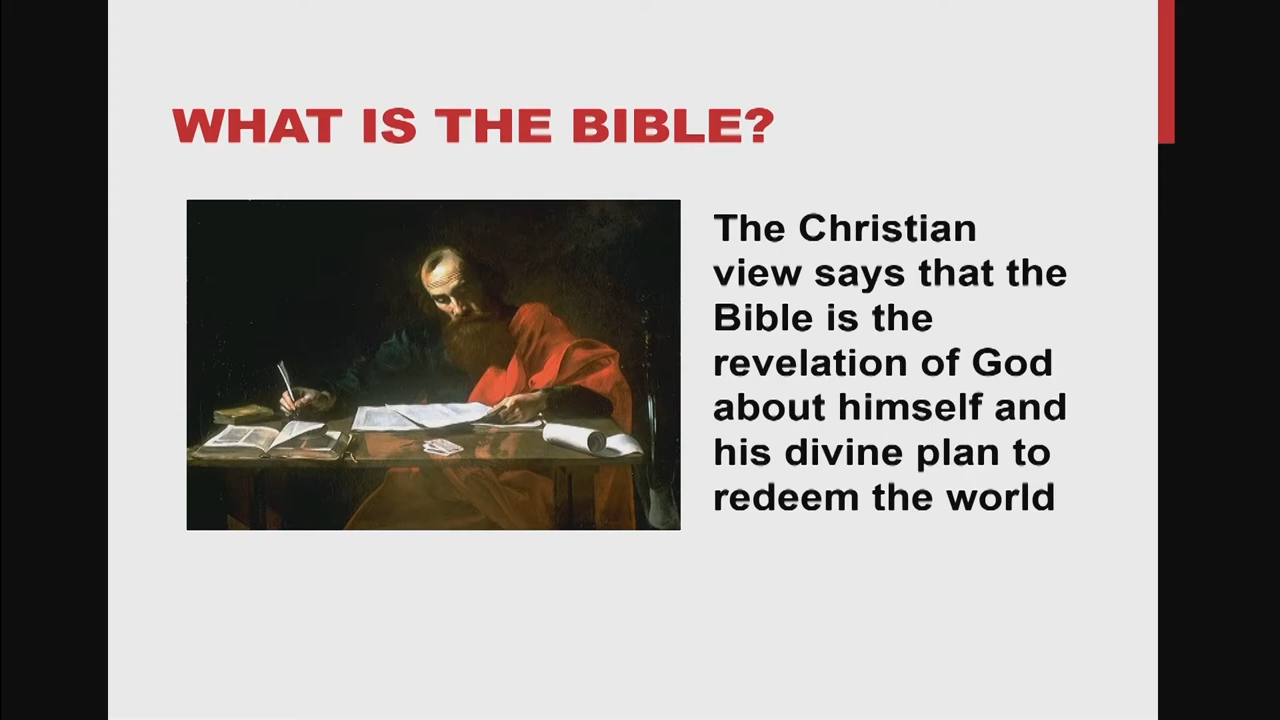 WHAT IS THE BIBLE?
The Christian
view says that the
Bible is the
revelation of God
about himself and
his divine plan to
redeem the world